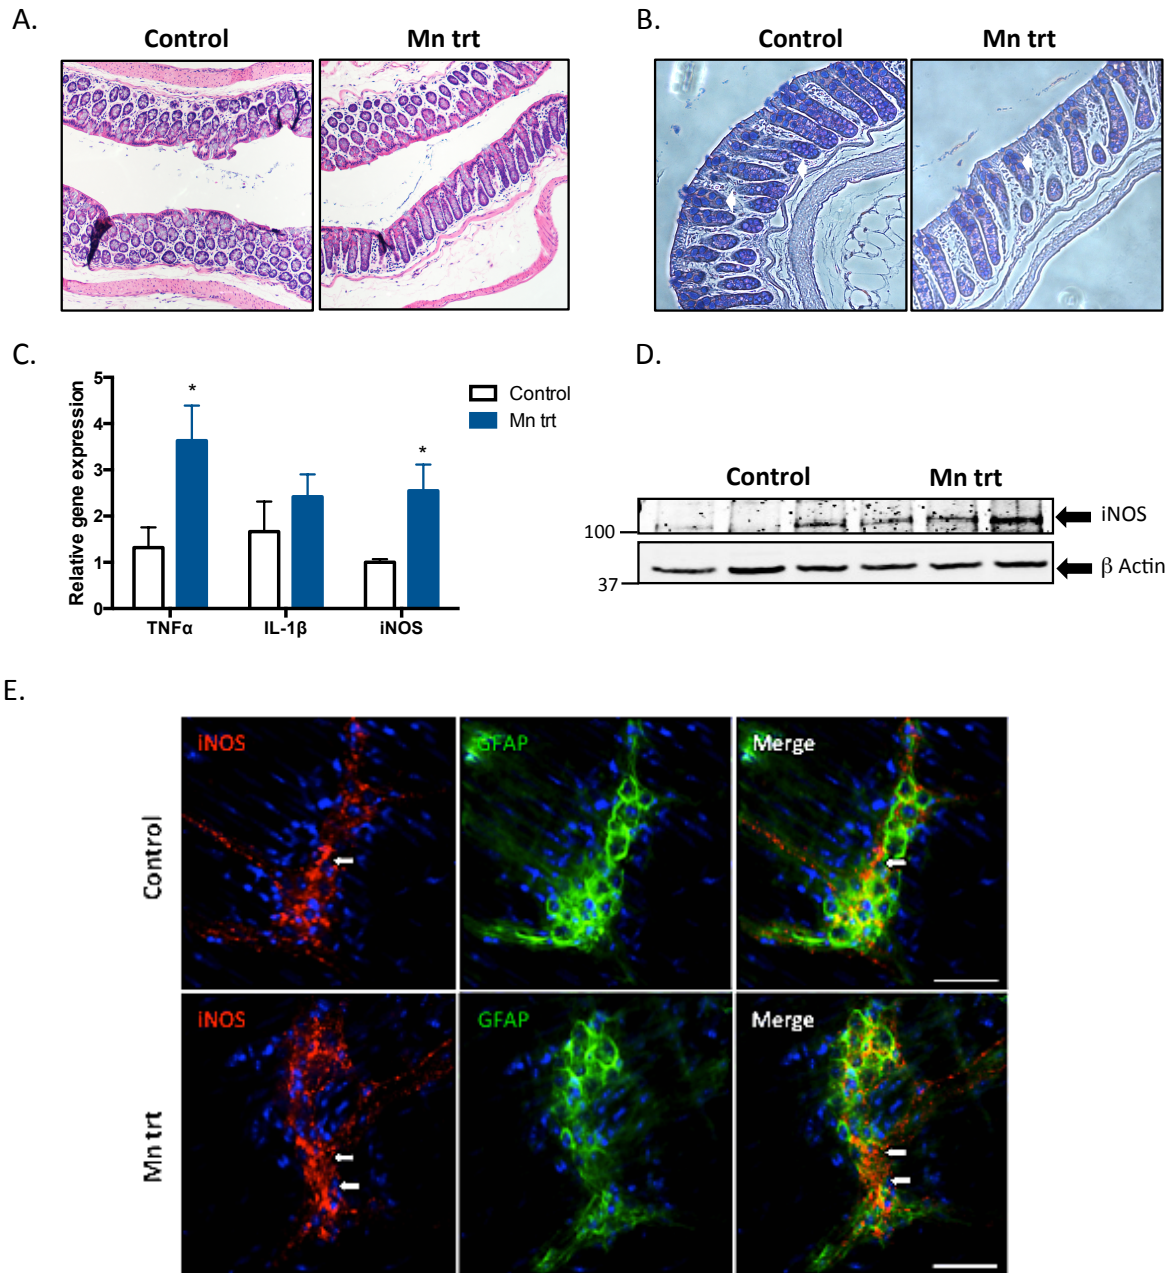 A.
Control
Mn trt
B.
Control
Mn trt
C.
Relative gene expression
5
4
3
2
1
0
*
*
TNFα
IL-1β
iNOS
Control
Mn trt
D.
Control
Mn trt
100
iNOS
37
β Actin
E.
Control
iNOS
GFAP
Merge
Mn trt
iNOS
GFAP
Merge